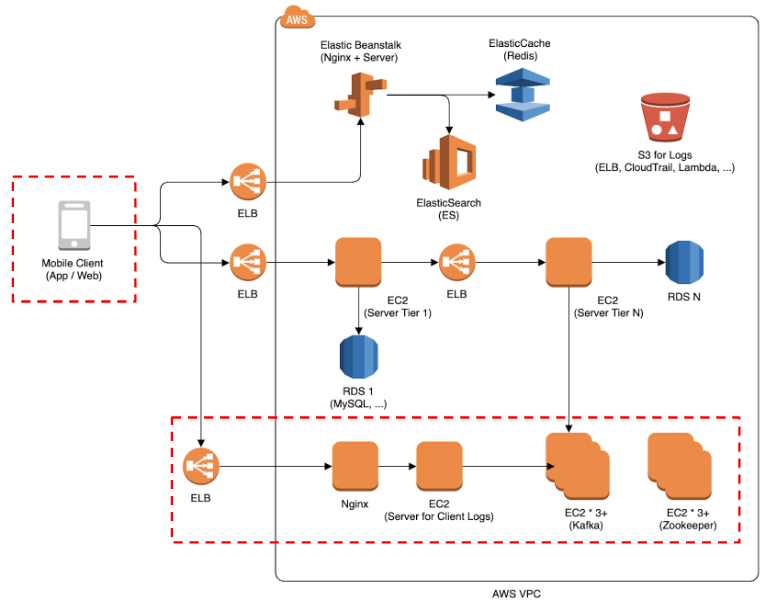 AWS
Elastic Beanstalk
(Nginx + Server)
ElasticCache
(Redis)
S3 for Logs
(ELB, CloudTrail, Lambda, ...)
ELB
ElasticSearch
(ES)
Mobile Client
(App / Web)
ELB
EC2
(Server Tier 1)
ELB
EC2
(Server Tier N)
RDS N
RDS 1
(MySQL, ...)
ELB
Nginx
EC2
(Server for Client Logs)
EC2 * 3+
(Kafka)
EC2 * 3+
(Zookeeper)
AWS VPC